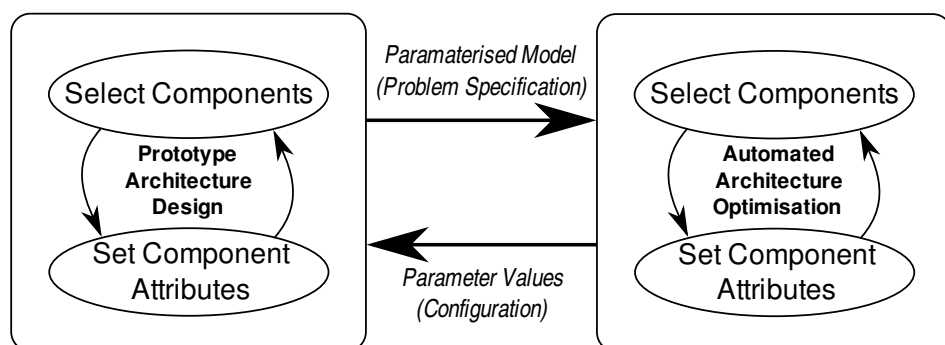 Select Components
Prototype
Architecture
Design
Set Component
Attributes
Paramaterised Model
(Problem Specification)
Parameter Values
(Configuration)
Select Components
Automated
Architecture
Optimisation
Set Component
Attributes